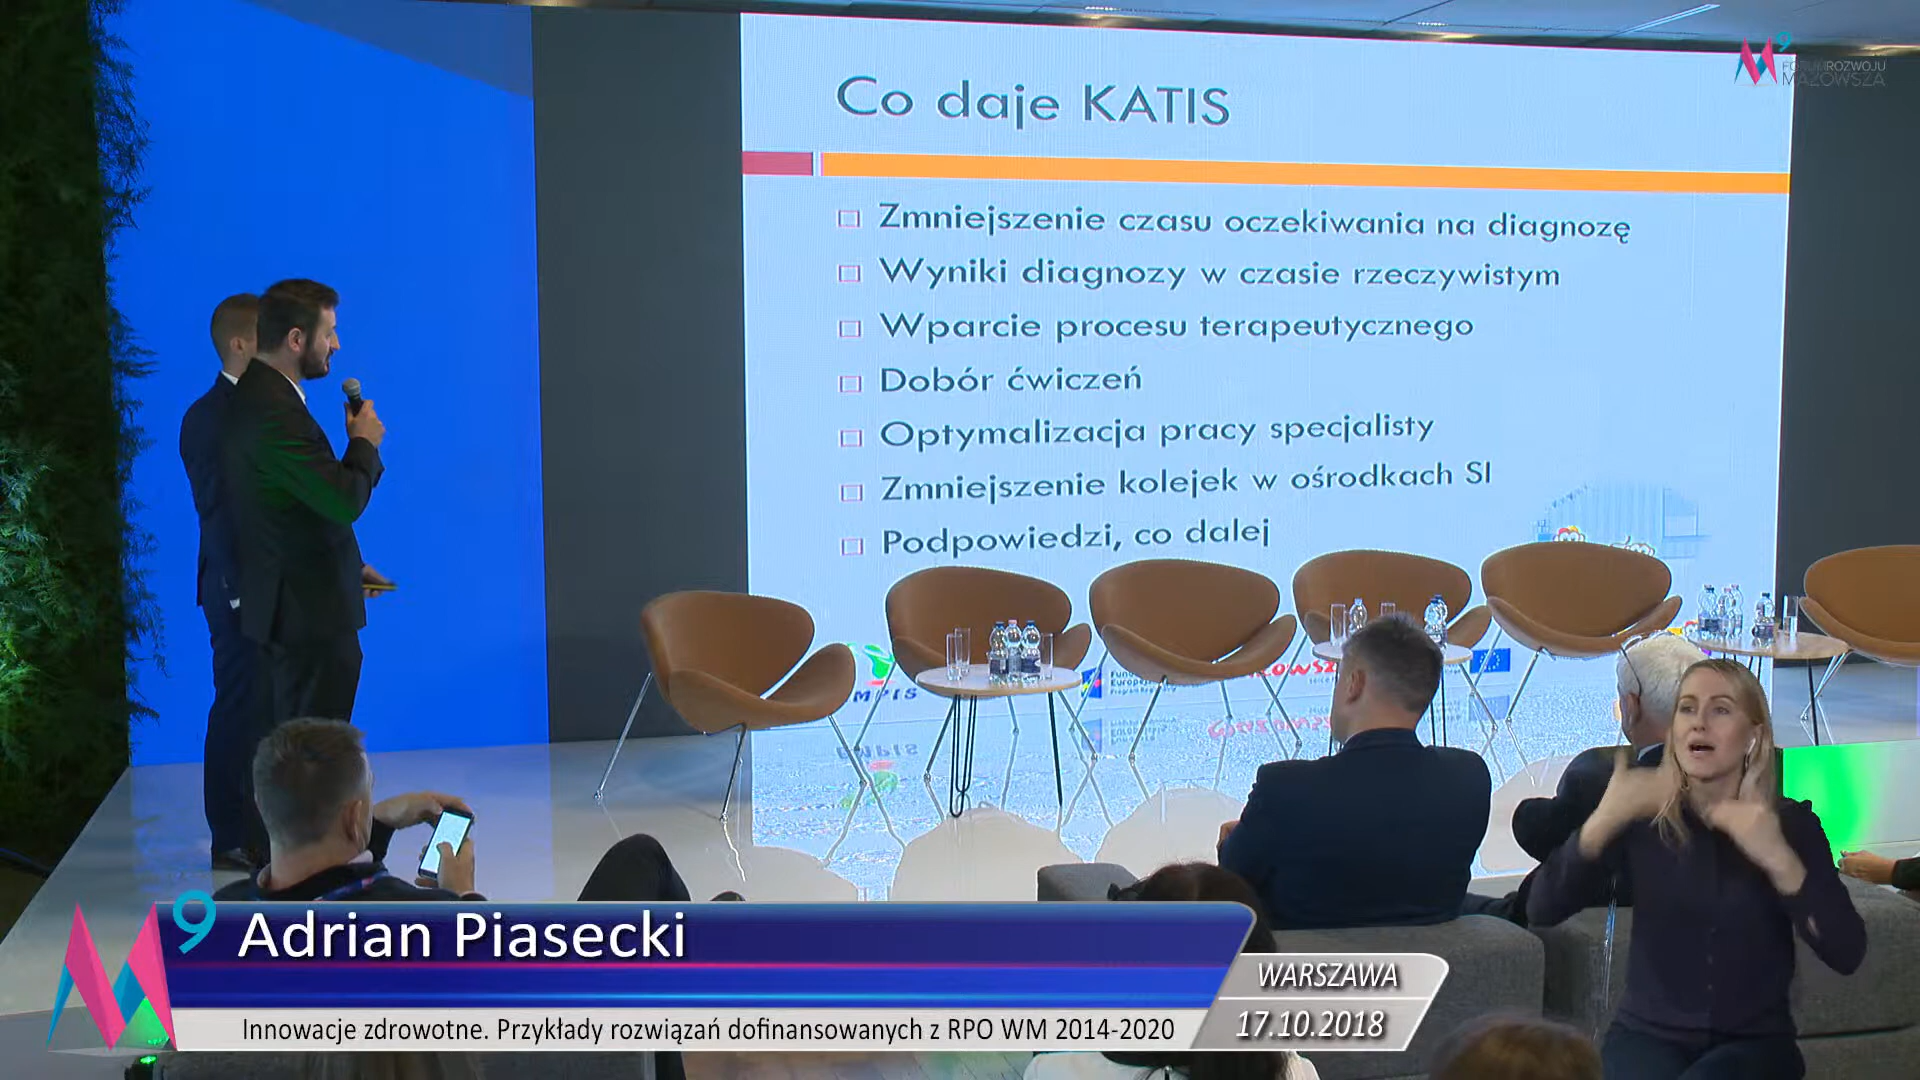 9
FORUM ROZWOJU
MAZOWSZA
Co daje KATIS
Zmniejszenie czasu oczekiwania na diagnozę
Wyniki diagnozy w czasie rzeczywistym
Wparcie procesu terapeutycznego
Dobór ćwiczeń
Optymalizacja pracy specjalisty
Zmniejszenie kolejek w ośrodkach SI
Podpowiedzi, co dalej
9
Adrian Piasecki
WARSZAWA
Innowacje zdrowotne. Przykłady rozwiązań dofinansowanych z RPO WM 2014-2020
17.10.2018